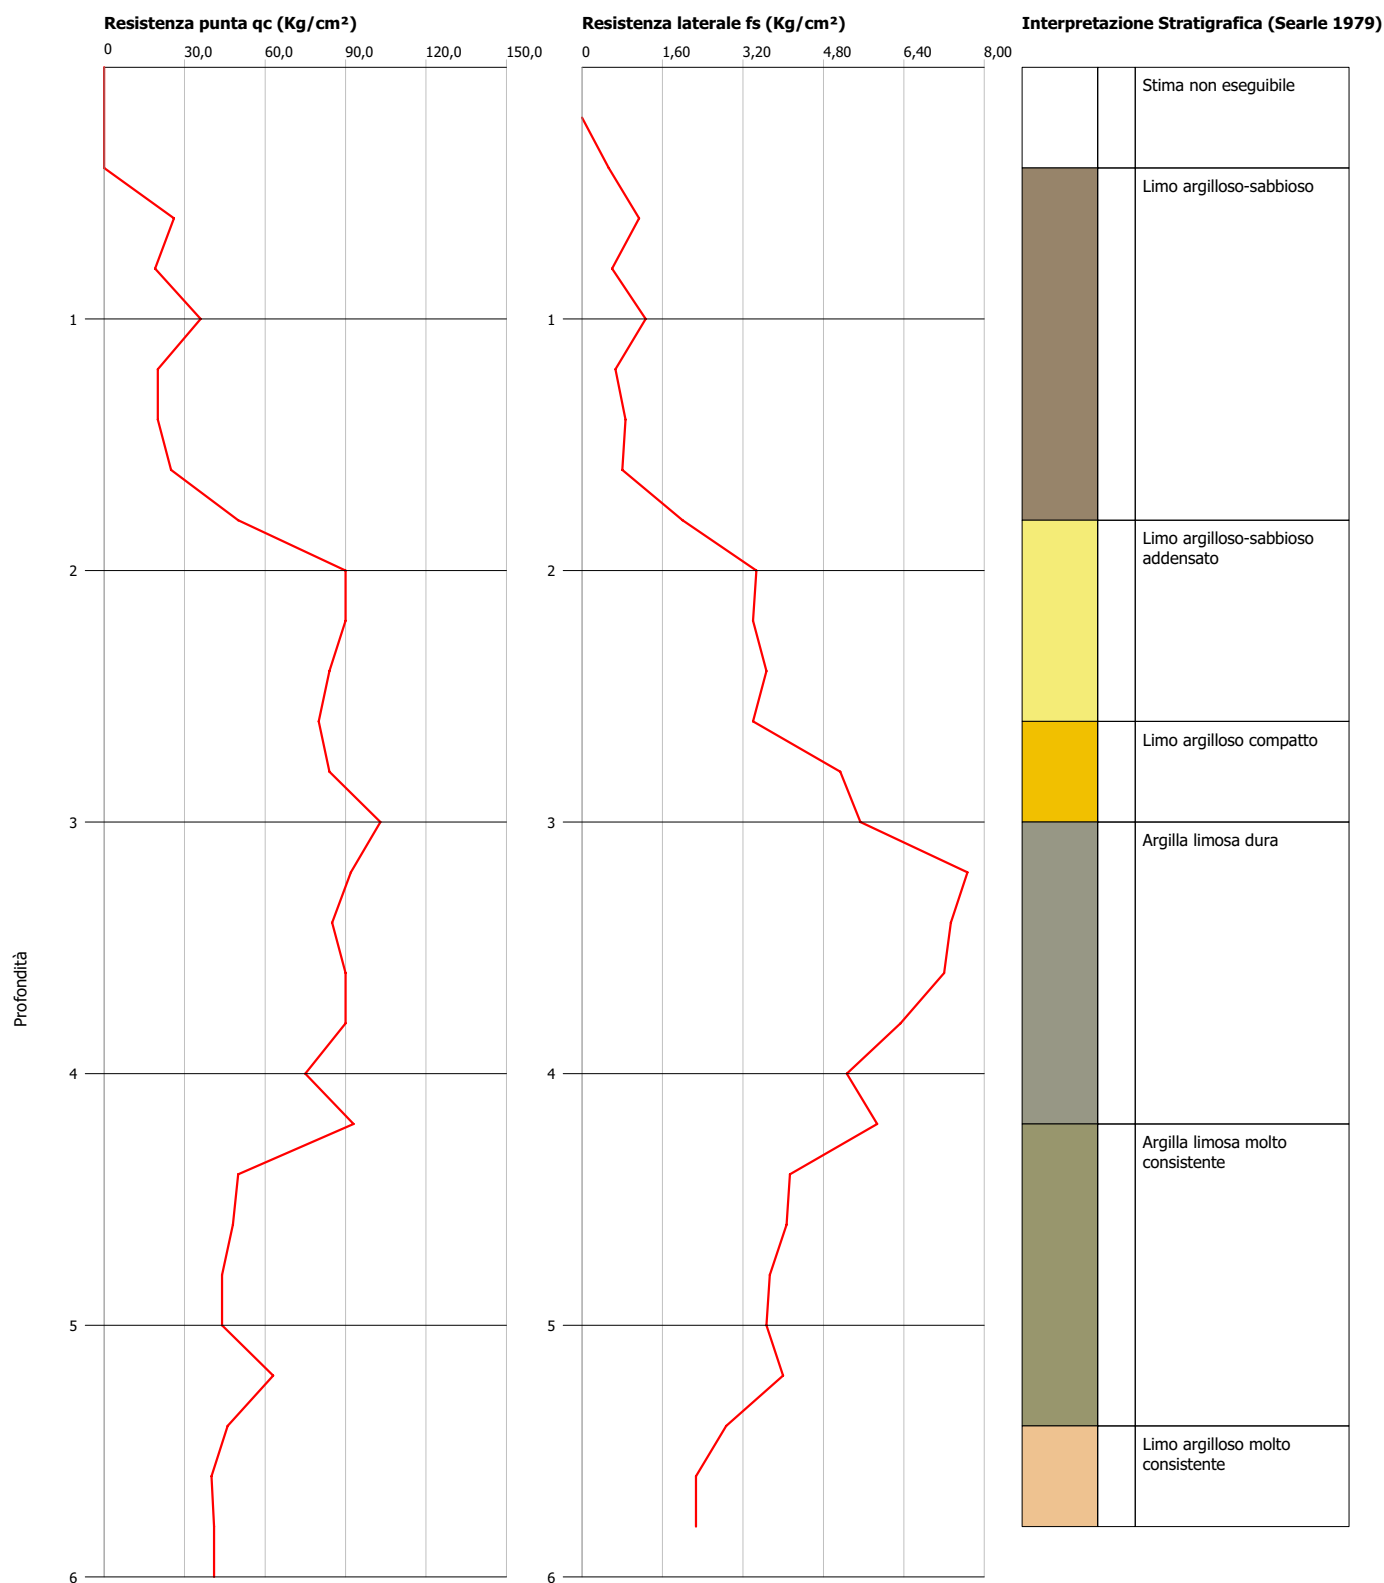 Resistenza punta qc (Kg/cm²)
0 30,0 60,0 90,0 120,0 150,0
1
2
3
4
5
6
Profondità
Resistenza laterale fs (Kg/cm²)
0 1,60 3,20 4,80 6,40 8,00
1
2
3
4
5
6
Interpretazione Stratigrafica (Searle 1979)
Stima non eseguibile
Limo argilloso-sabbioso
Limo argilloso-sabbioso
addensato
Limo argilloso compatto
Argilla limosa dura
Argilla limosa molto
consistente
Limo argilloso molto
consistente